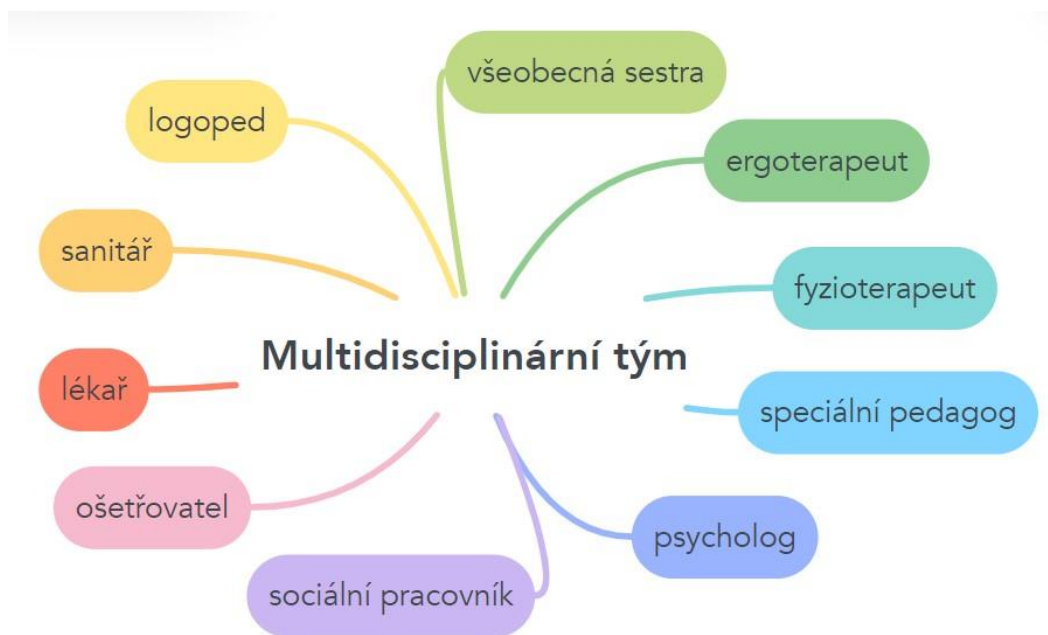 všeobecná sestra
logoped
ergoterapeut
sanitář
fyzioterapeut
Multidisciplinární tým
lékař
speciální pedagog
ošetřovatel
psycholog
sociální pracovník